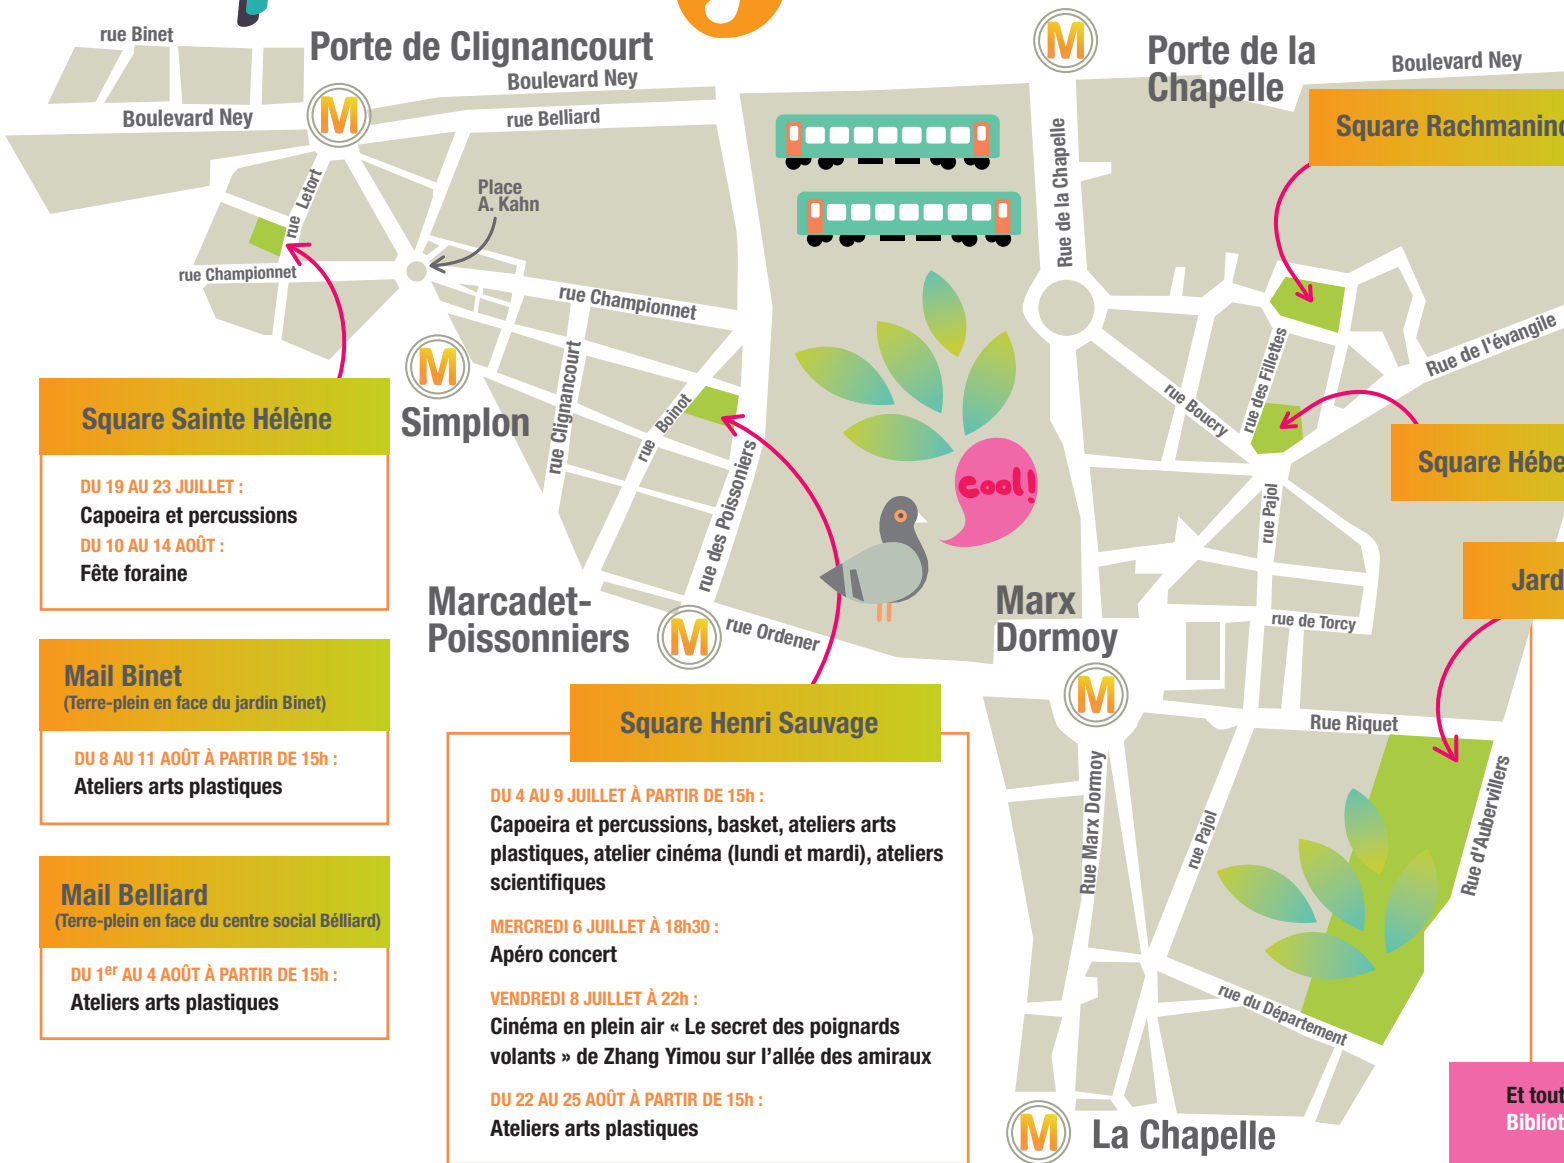 rue Binet
Porte de Clignancourt
Boulevard Ney
Boulevard Ney
rue Belliard
M
M
Porte de la
Chapelle
Boulevard Ney
Square
Rue de la Chapelle
Place
A. Kahn
rue Letort
rue Championnet
rue Championnet
M
Simplon
rue Clignancourt
rue Boinot
rue des Poissoniers
cool!
rue Boucry
rue des Fillettes
Rue de l'évangile
Square
rue Pajol
Square Sainte Hélène
DU 19 AU 23 JUILLET :
Capoeira et percussions
DU 10 AU 14 AOÛT :
Fête foraine
Marcadet-
Poissonniers
M
rue Ordener
Marx
Dormoy
M
rue de Torcy
Rue Riquet
Rue Marx Dormoy
rue Pajol
Rue d'Aubervillers
rue du Département
M
La Chapelle
Mail Binet
(Terre-plein en face du jardin Binet)
DU 8 AU 11 AOÛT À PARTIR DE 15h :
Ateliers arts plastiques
Mail Belliard
(Terre-plein en face du centre social Bélliard)
DU 1er AU 4 AOÛT À PARTIR DE 15h :
Ateliers arts plastiques
Square Henri Sauvage
DU 4 AU 9 JUILLET À PARTIR DE 15h :
Capoeira et percussions, basket, ateliers arts
plastiques, atelier cinéma (lundi et mardi), ateliers
scientifiques
MERCREDI 6 JUILLET À 18h30 :
Apéro concert
VENDREDI 8 JUILLET À 22h :
Cinéma en plein air « Le secret des poignards
volants » de Zhang Yimou sur l'allée des amiraux
DU 22 AU 25 AOÛT À PARTIR DE 15h :
Ateliers arts plastiques
Et